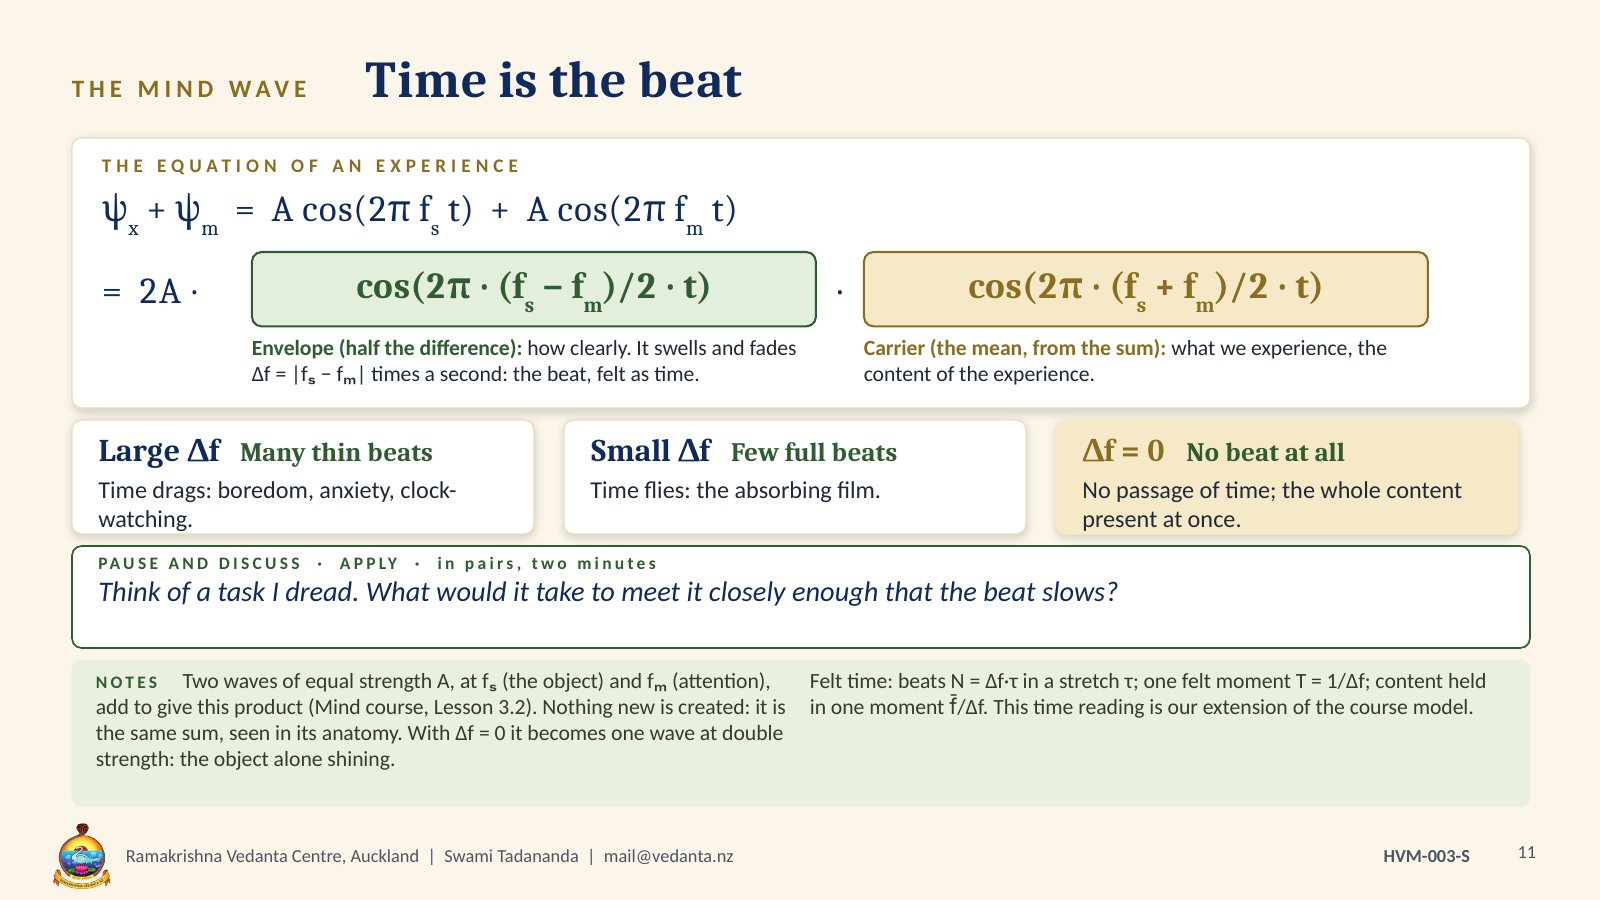 THE MIND WAVE Time is the beat
THE EQUATION OF AN EXPERIENCE
ψx + ψm = A cos(2π fs t) + A cos(2π fm t)
= 2A · cos(2π · (fs − fm)/2 · t) · cos(2π · (fs + fm)/2 · t)
Envelope (half the difference): how clearly. It swells and fades
Δf = |fₛ − fₘ| times a second: the beat, felt as time.
Carrier (the mean, from the sum): what we experience, the
content of the experience.
Large Δf Many thin beats
Time drags: boredom, anxiety, clock-
watching.
Small Δf Few full beats
Time flies: the absorbing film.
Δf = 0 No beat at all
No passage of time; the whole content
present at once.
PAUSE AND DISCUSS · APPLY · in pairs, two minutes
Think of a task I dread. What would it take to meet it closely enough that the beat slows?
NOTES Two waves of equal strength A, at fₛ (the object) and fₘ (attention),
add to give this product (Mind course, Lesson 3.2). Nothing new is created: it is
the same sum, seen in its anatomy. With Δf = 0 it becomes one wave at double
strength: the object alone shining.
Felt time: beats N = Δf·τ in a stretch τ; one felt moment T = 1/Δf; content held
in one moment f̄/Δf. This time reading is our extension of the course model.
Ramakrishna Vedanta Centre, Auckland | Swami Tadananda | mail@vedanta.nz
HVM-003-S 11